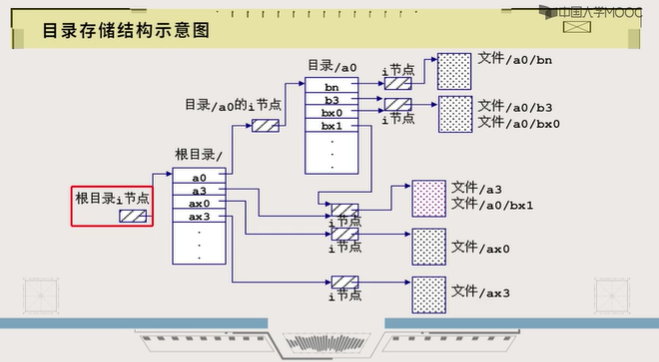 中国大学MOOC
目录存储结构示意图
目录/a0
i节点
文件/a0/bn
bn
b3
bx0
bx1
目录/a0的i节点
i节点
文件/a0/b3
文件/a0/bx0
根目录/
a0
a3
ax0
ax3
根目录i节点
i节点
文件/a3
文件/a0/bx1
i节点
文件/ax0
i节点
文件/ax3